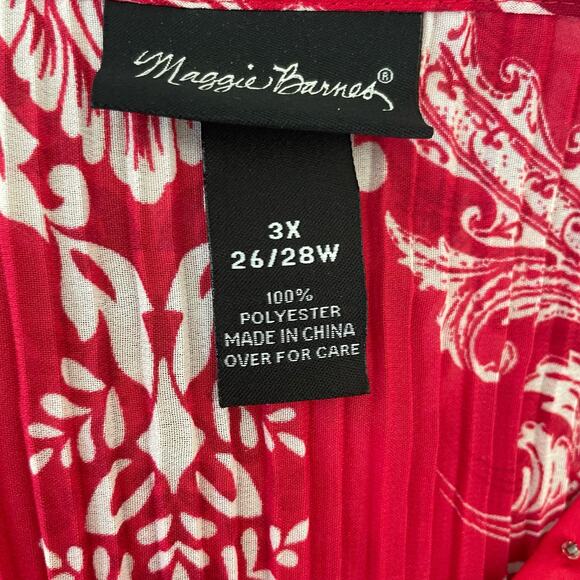 Maggie Barnes®
3X
26/28W
100%
POLYESTER
MADE IN CHINA
OVER FOR CARE